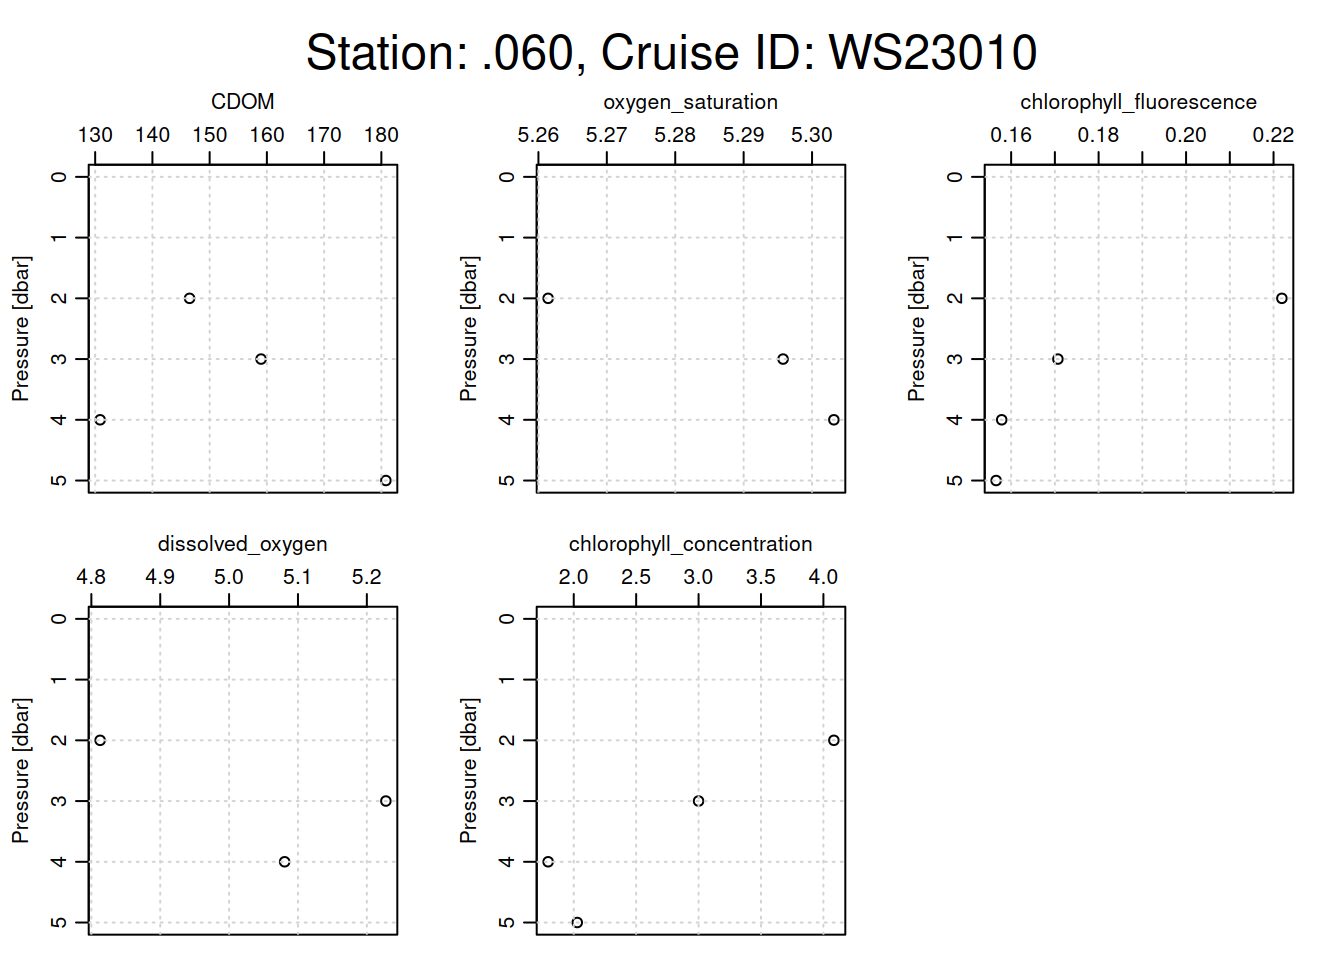 Station: .060, Cruise ID: WS23010
CDOM
130 140 150 160 170 180
Pressure [dbar]
0
1
2
3
4
5
oxygen_saturation
5.26 5.27 5.28 5.29 5.30
Pressure [dbar]
0
1
2
3
4
5
chlorophyll_fluorescence
0.16 0.18 0.20 0.22
Pressure [dbar]
0
1
2
3
4
5
dissolved_oxygen
4.8 4.9 5.0 5.1 5.2
Pressure [dbar]
0
1
2
3
4
5
chlorophyll_concentration
2.0 2.5 3.0 3.5 4.0
Pressure [dbar]
0
1
2
3
4
5